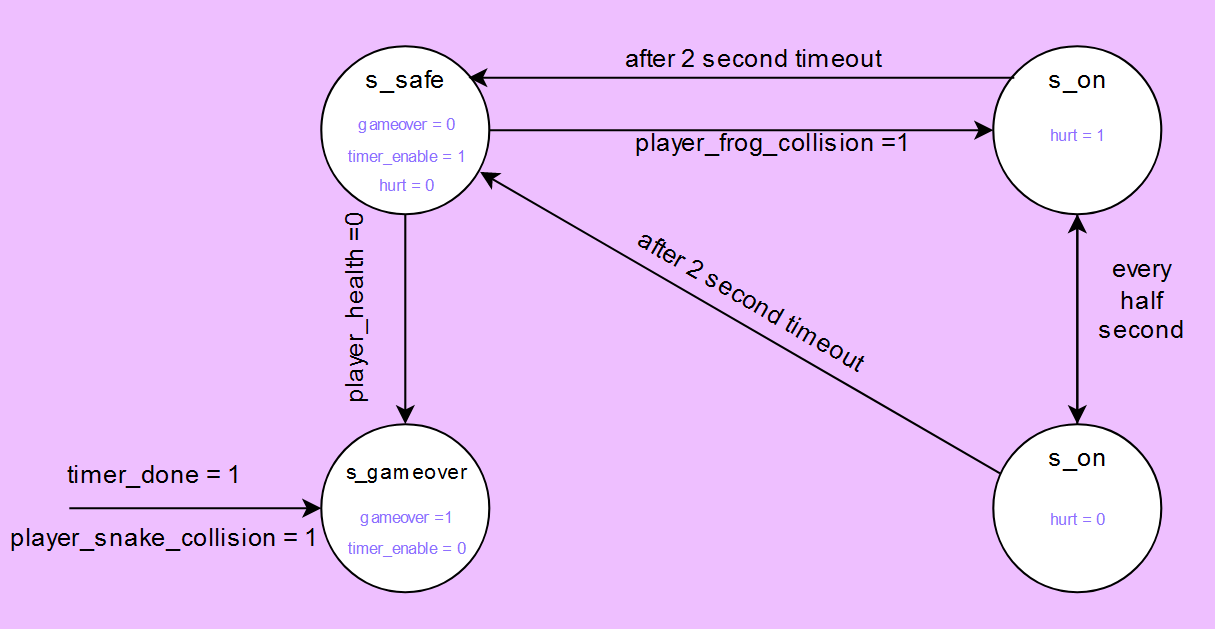 after 2 second timeout
s_safe
s_on
gameover = 0
timer_enable = 1
hurt = 0
hurt = 1
player_frog_collision =1
player_health =0
after 2 second timeout
every
half
second
s_gameover
s_on
timer_done = 1
gameover =1
hurt = 0
player_snake_collision = 1
timer_enable = 0